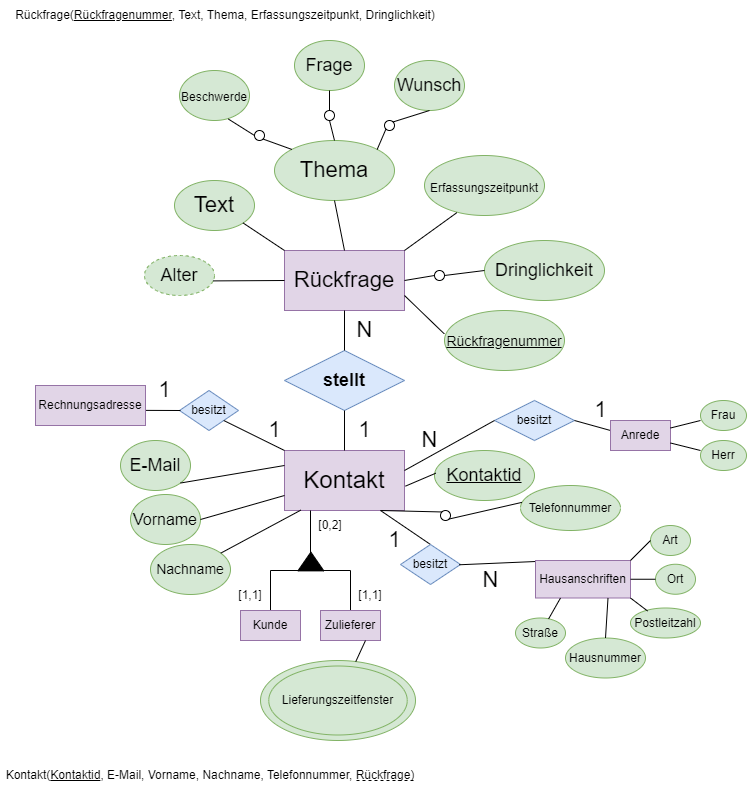 Rückfrage(Rückfragenummer, Text, Thema, Erfassungszeitpunkt, Dringlichkeit)
Frage
Wunsch
Beschwerde
Thema
Erfassungszeitpunkt
Text
Alter
Rückfrage
Dringlichkeit
N
Rückfragenummer
stellt
Rechnungsadresse
1
besitzt
1
1
N
besitzt
1
Anrede
Frau
Herr
E-Mail
Kontakt
Kontaktid
Vorname
Telefonnummer
[0,2]
1
Nachname
besitzt
N
Hausanschriften
Art
Ort
Postleitzahl
Straße
Hausnummer
[1,1]
[1,1]
Kunde
Zulieferer
Lieferungszeitfenster
Kontakt(Kontaktid, E-Mail, Vorname, Nachname, Telefonnummer, Rückfrage)